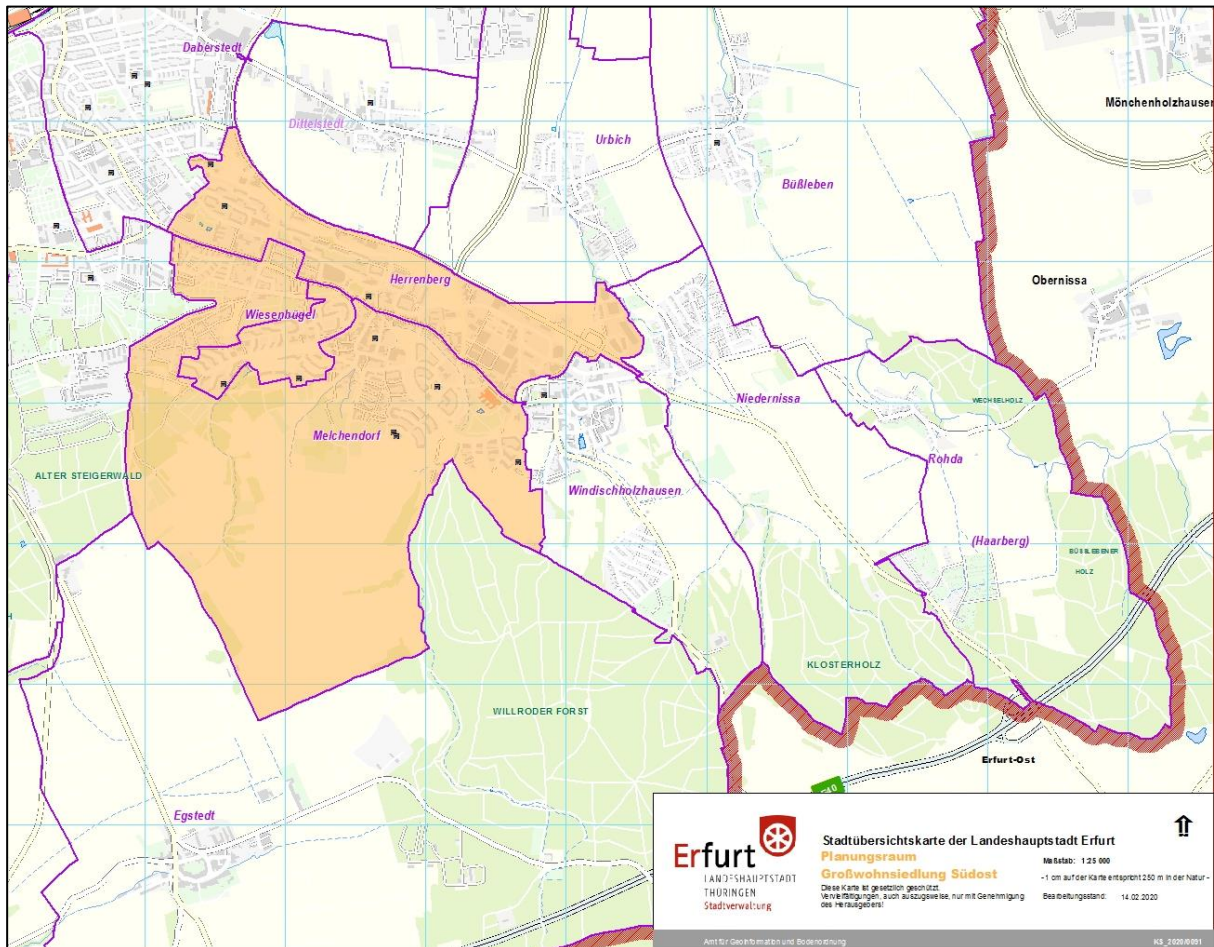 Daberstedt
Dittelstedt
Urbich
Büßleben
Mönchenholzhausen
Obernissa
Herrenberg
Wiesenhügel
Melchendorf
Niedernissa
WECHSELHOLZ
Rohda
ALTER STEIGERWALD
Windischholzhausen
(Haarberg)
BÜßLEBENER
HOLZ
KLOSTERHOLZ
WILLRODER FORST
Erfurt-Ost
Egstedt
Erfurt
LANDESHAUPTSTADT
THÜRINGEN
Stadtverwaltung
Stadtübersichtskarte der Landeshauptstadt Erfurt
Planungsraum
Großwohnsiedlung Südost
Diese Karte ist gesetzlich geschützt.
Vervielfältigungen, auch auszugsweise, nur mit Genehmigung
des Herausgebers!
Maßstab: 1:25 000
- 1 cm auf der Karte entspricht 250 m in der Natur -
Bearbeitungsstand: 14.02.2020
Amt für Geoinformation und Bodenordnung
KS_2020/0091